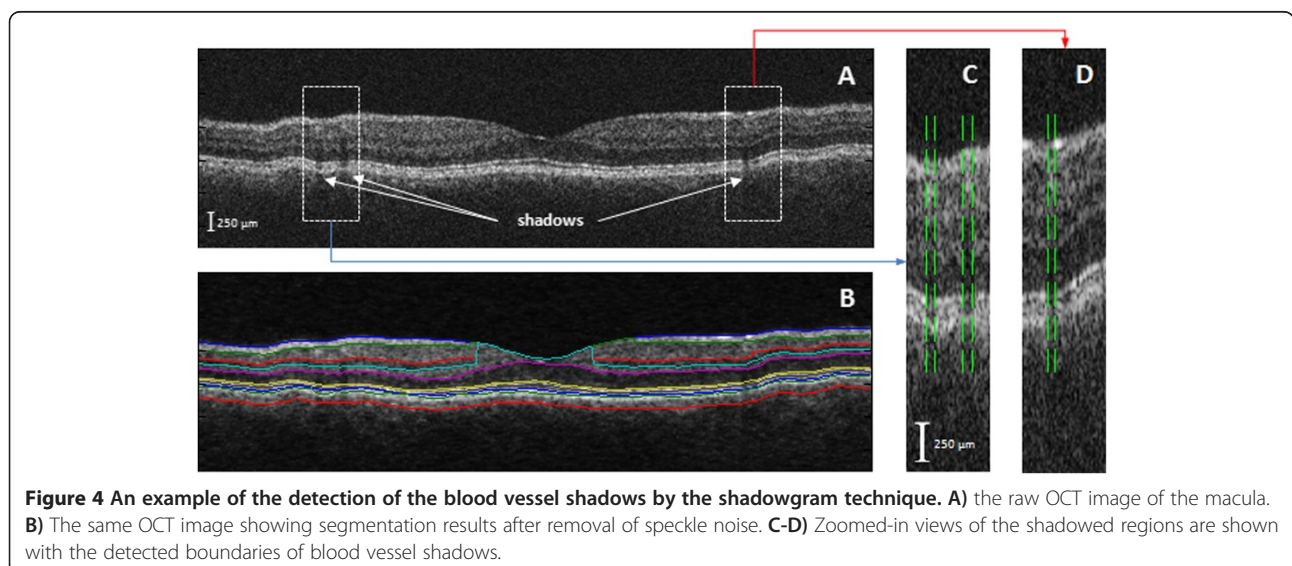 A
C
D
shadows
250 µm
B
250 µm
Figure 4 An example of the detection of the blood vessel shadows by the shadowgram technique. A) the raw OCT image of the macula.
B) The same OCT image showing segmentation results after removal of speckle noise. C-D) Zoomed-in views of the shadowed regions are shown
with the detected boundaries of blood vessel shadows.